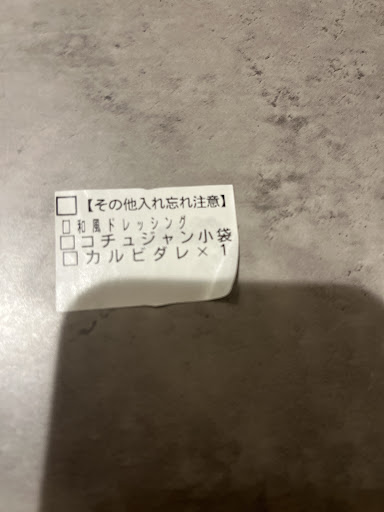 □【その他入れ忘れ注意】
□和風ドレッシング
□コチュジャン小袋
□カルビダレ×1